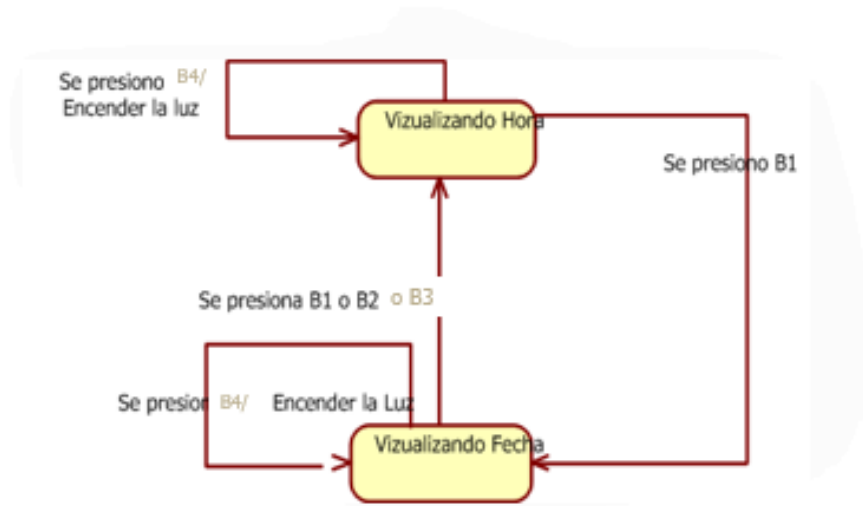 Se presiono B4/
Encender la luz
Vizualizando Hora
Se presiono B1
Se presiona B1 o B2 o B3
Se presior B4/ Encender la Luz
Vizualizando Fecha